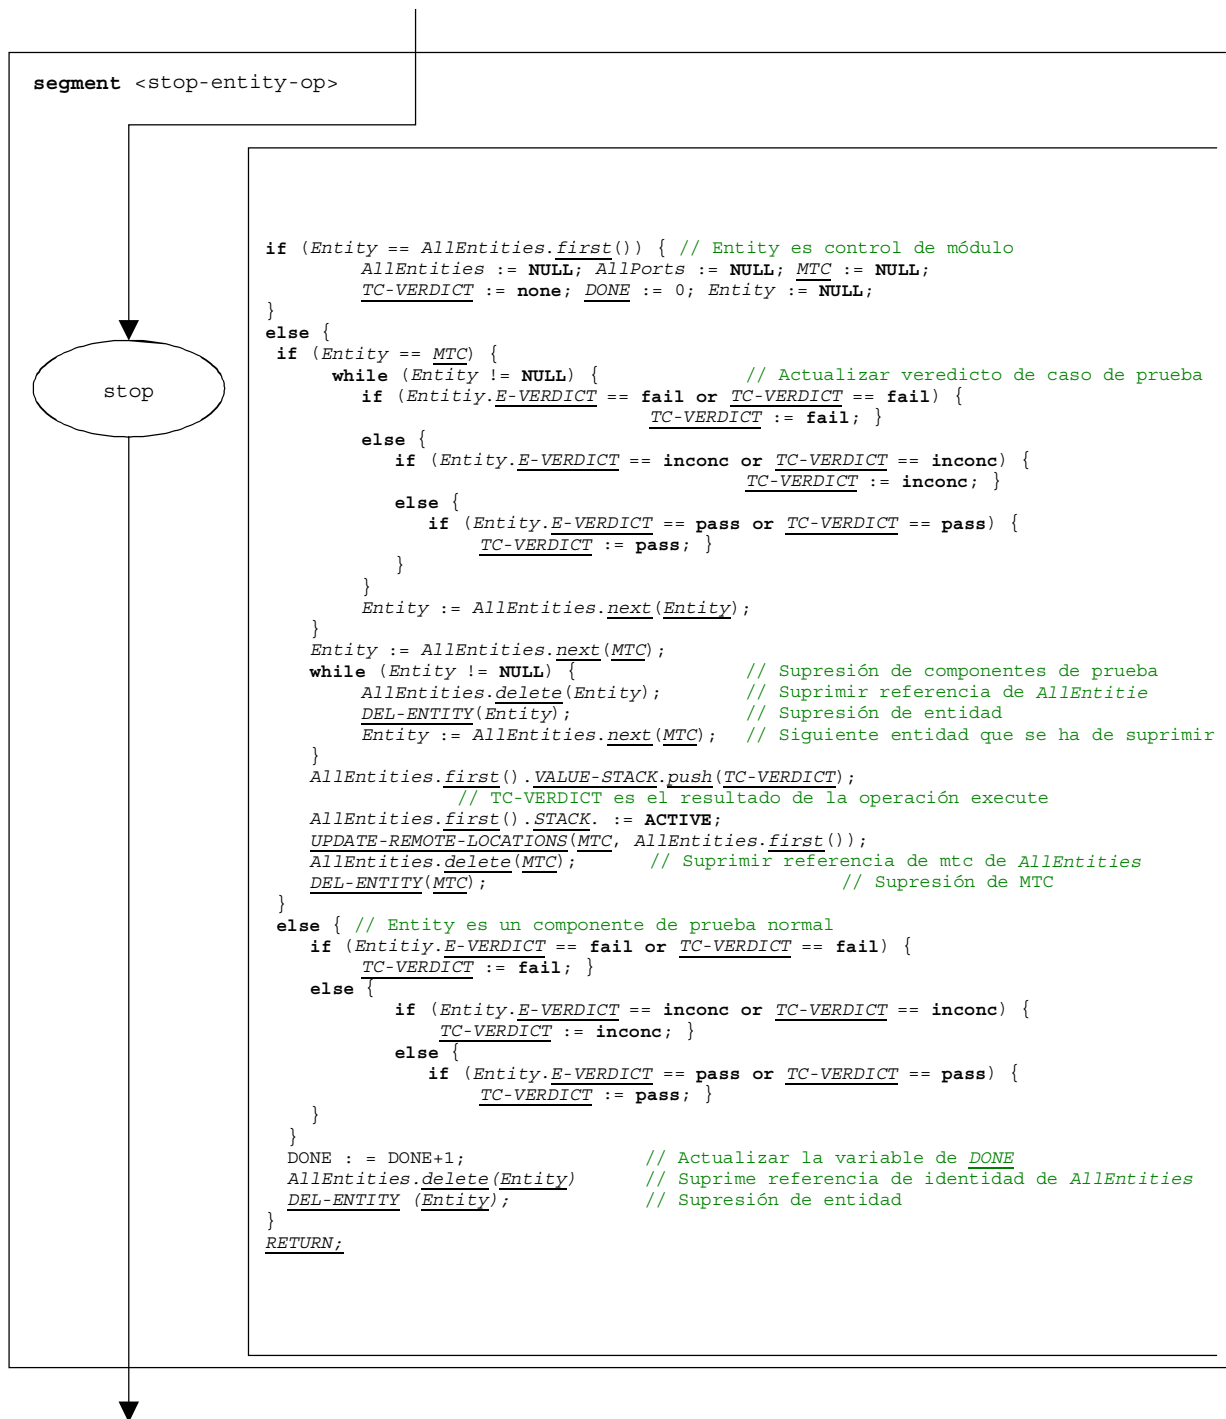 segment <stop-entity-op>
if (Entity == AllEntities.first()) { // Entity es control de módulo
AllEntities := NULL; AllPorts := NULL; MTC := NULL;
TC-VERDICT := none; DONE := 0; Entity := NULL;
}
else {
if (Entity == MTC) {
stop
while (Entity != NULL) { // Actualizar veredicto de caso de prueba
if (Entitiy.E-VERDICT == fail or TC-VERDICT == fail) {
TC-VERDICT := fail; }
else {
if (Entity.E-VERDICT == inconc or TC-VERDICT == inconc) {
TC-VERDICT := inconc; }
else {
if (Entity.E-VERDICT == pass or TC-VERDICT == pass) {
TC-VERDICT := pass; }
}
}
Entity := AllEntities.next(Entity);
}
Entity := AllEntities.next(MTC);
while (Entity != NULL) { // Supresión de componentes de prueba
AllEntities.delete(Entity); // Suprimir referencia de AllEntitie
DEL-ENTITY(Entity); // Supresión de entidad
Entity := AllEntities.next(MTC); // Siguiente entidad que se ha de suprimir
}
AllEntities.first().VALUE-STACK.push(TC-VERDICT);
// TC-VERDICT es el resultado de la operación execute
AllEntities.first().STACK. := ACTIVE;
UPDATE-REMOTE-LOCATIONS(MTC, AllEntities.first());
AllEntities.delete(MTC); // Suprimir referencia de mtc de AllEntities
DEL-ENTITY(MTC); // Supresión de MTC
}
else { // Entity es un componente de prueba normal
if (Entitiy.E-VERDICT == fail or TC-VERDICT == fail) {
TC-VERDICT := fail; }
else {
if (Entity.E-VERDICT == inconc or TC-VERDICT == inconc) {
TC-VERDICT := inconc; }
else {
if (Entity.E-VERDICT == pass or TC-VERDICT == pass) {
TC-VERDICT := pass; }
}
}
DONE : = DONE+1; // Actualizar la variable de DONE
AllEntities.delete(Entity) // Suprime referencia de identidad de AllEntities
DEL-ENTITY (Entity); // Supresión de entidad
}
RETURN;